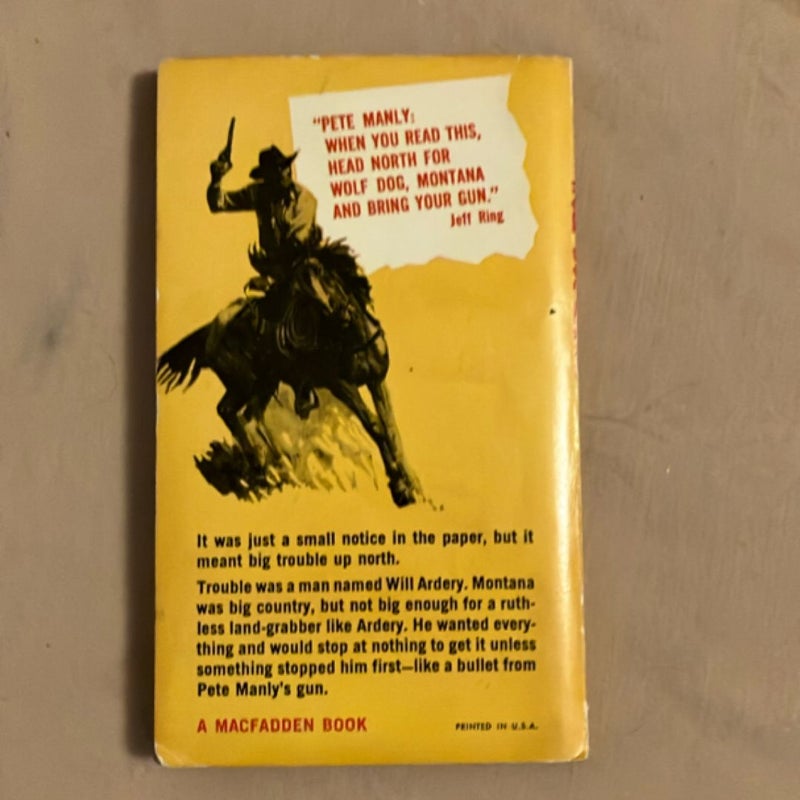 "PETE MANLY:
WHEN YOU READ THIS,
HEAD NORTH FOR
WOLF DOG, MONTANA
AND BRING YOUR GUN."
Jeff Ring
It was just a small notice in the paper, but it
meant big trouble up north.
Trouble was a man named Will Ardery. Montana
was big country, but not big enough for a ruth-
less land-grabber like Ardery. He wanted every-
thing and would stop at nothing to get it unless
something stopped him first—like a bullet from
Pete Manly's gun.
A MACFADDEN BOOK
PRINTED IN U.S.A.